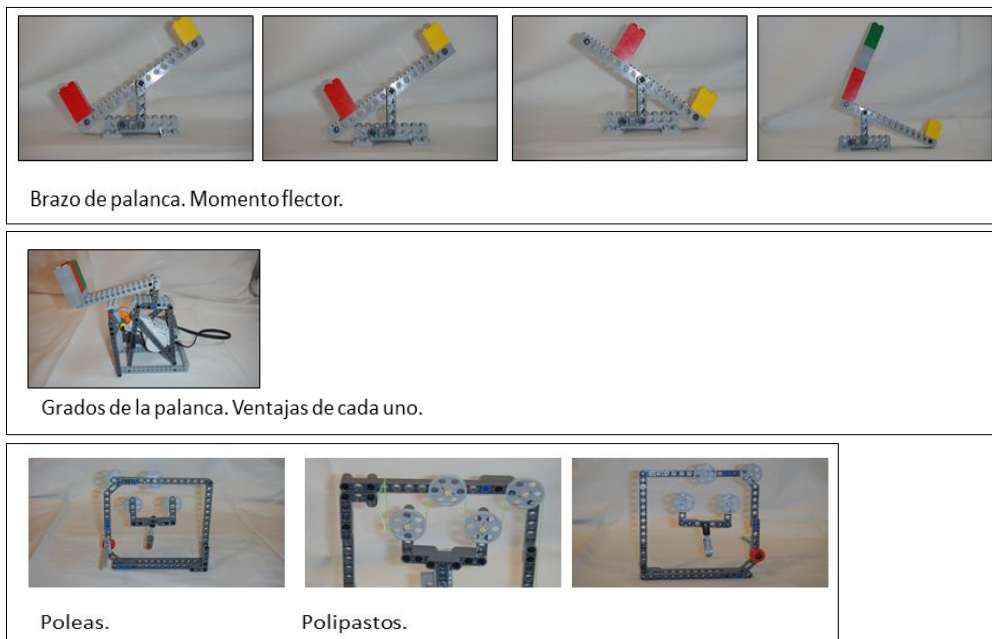 Brazo de palanca. Momento flector.
Grados de la palanca. Ventajas de cada uno.
Poleas.
Polipastos.